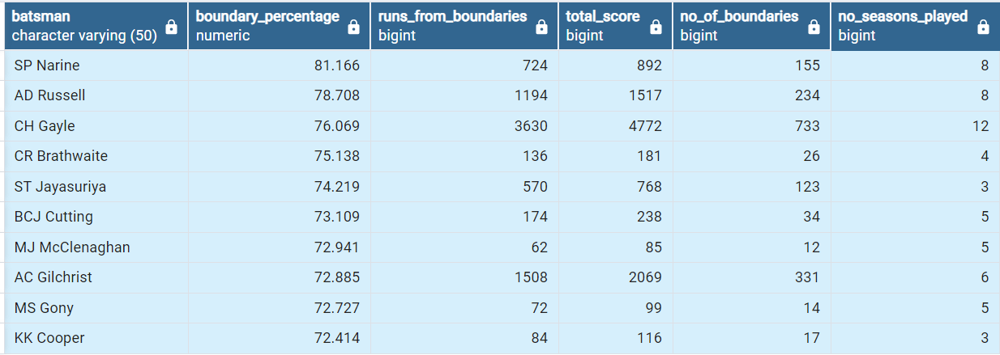 batsman boundary_percentage runs_from_boundaries total_score no_of_boundaries no_seasons_played
character varying (50) numeric bigint bigint bigint bigint
SP Narine 81.166 724 892 155 8
AD Russell 78.708 1194 1517 234 8
CH Gayle 76.069 3630 4772 733 12
CR Brathwaite 75.138 136 181 26 4
ST Jayasuriya 74.219 570 768 123 3
BCJ Cutting 73.109 174 238 34 5
MJ McClenaghan 72.941 62 85 12 5
AC Gilchrist 72.885 1508 2069 331 6
MS Gony 72.727 72 99 14 5
KK Cooper 72.414 84 116 17 3